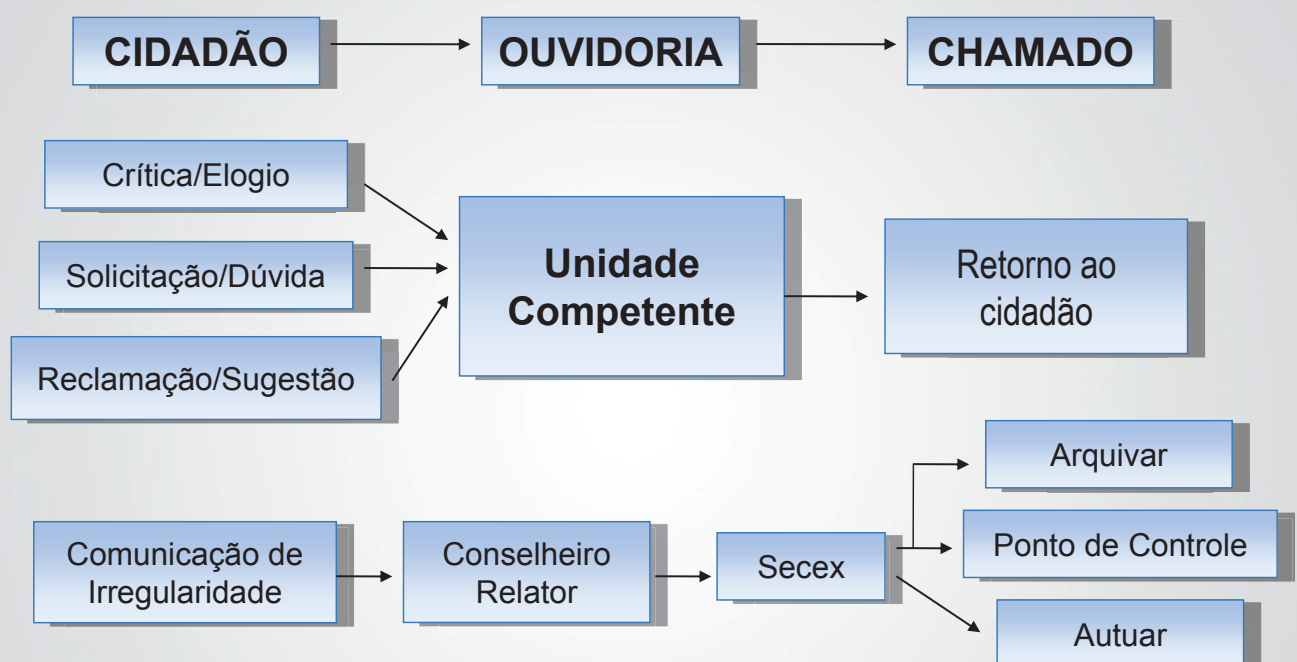 CIDADÃO
OUVIDORIA
CHAMADO
Crítica/Elogio
Solicitação/Dúvida
Reclamação/Sugestão
Unidade
Competente
Retorno ao
cidadão
Comunicação de
Irregularidade
Conselheiro
Relator
Secex
Arquivar
Ponto de Controle
Autuar